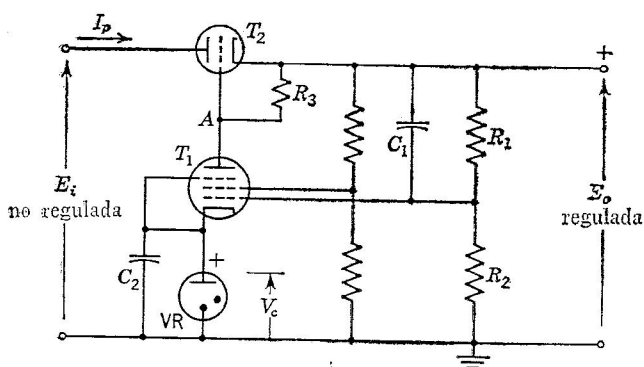 I_p
T_2
+
R_3
A
T_1
C_1
R_1
E_i
no regulada
E_o
regulada
C_2
+
VR
V_c
R_2